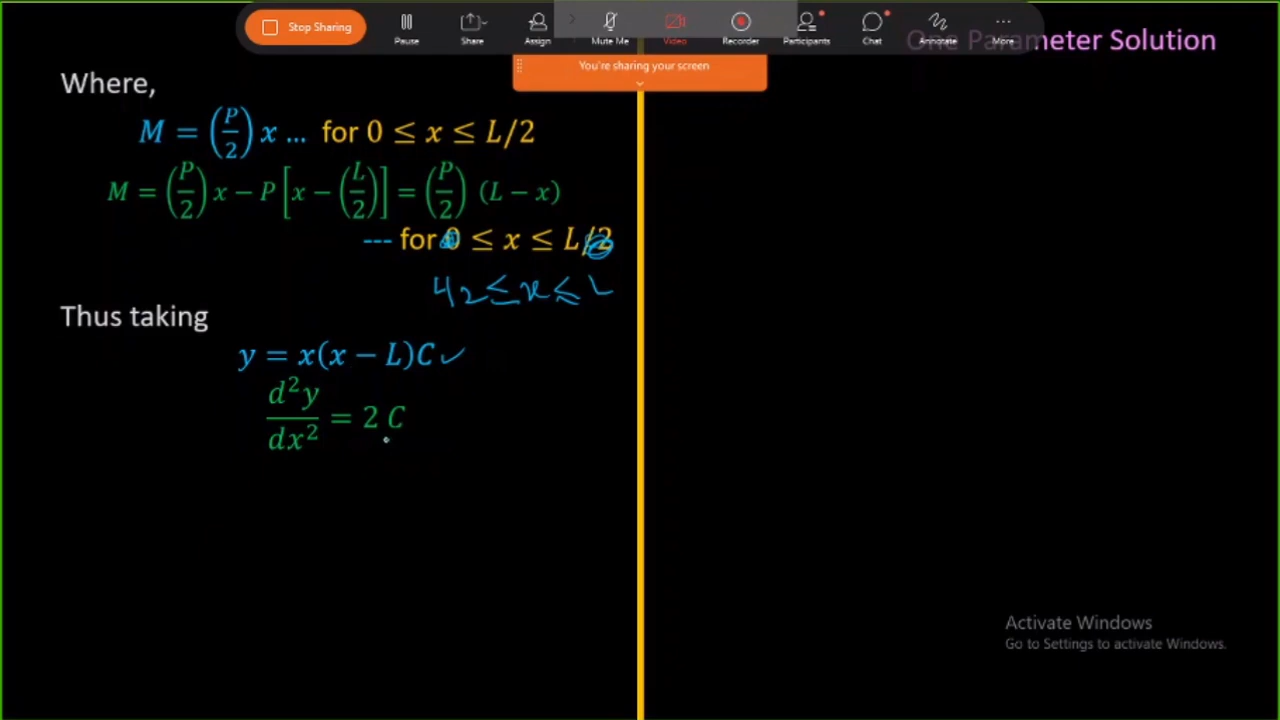 Stop Sharing
Pause
Share
Assign
Mute Me
Video
Recorder
Participants
Chat
Annotate
More
You're sharing your screen
One Parameter Solution
Where,
M = (P/2) x ... for 0 ≤ x ≤ L/2
M = (P/2) x − P [x − (L/2)] = (P/2) (L − x)
--- for 0 ≤ x ≤ L/2
L/2 ≤ x ≤ L
Thus taking
y = x(x − L)C ✓
d²y/dx² = 2 C
Activate Windows
Go to Settings to activate Windows.